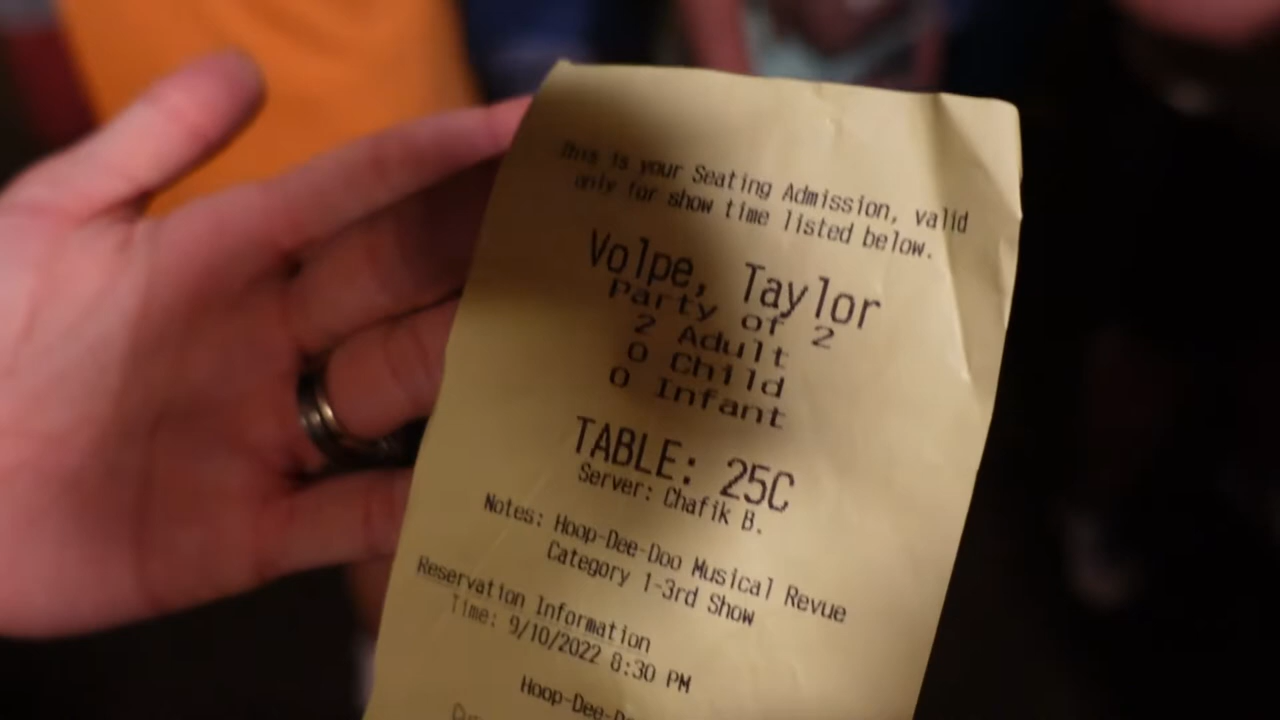 This is your Seating Admission, valid
only for show time listed below.
Volpe, Taylor
Party of 2
2 Adult
0 Child
0 Infant
TABLE: 25C
Server: Chafik B.
Notes: Hoop-Dee-Doo Musical Revue
Category 1-3rd Show
Reservation Information
Time: 9/10/2022 8:30 PM
Hoop-Dee-